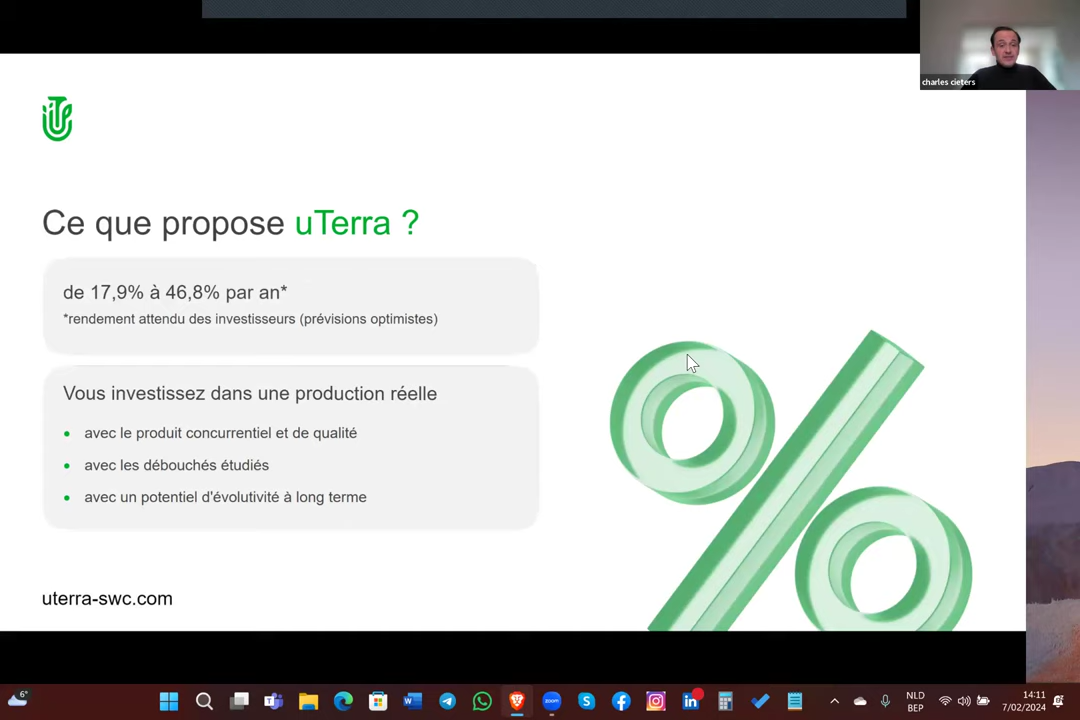 charles cieters
Ce que propose uTerra ?
de 17,9% à 46,8% par an*
*rendement attendu des investisseurs (prévisions optimistes)
Vous investissez dans une production réelle
avec le produit concurrentiel et de qualité
avec les débouchés étudiés
avec un potentiel d'évolutivité à long terme
uterra-swc.com
6°
zoom
NLD
BEP
14:11
7/02/2024